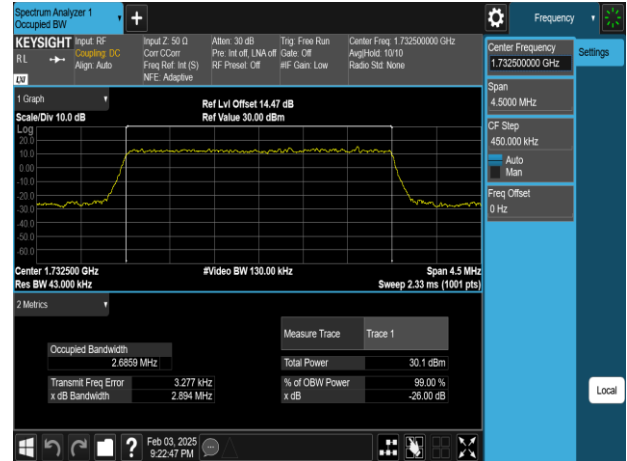 Spectrum Analyzer 1
Occupied BW
Frequency
KEYSIGHT
RL
LXI
Input: RF
Coupling: DC
Align: Auto
Input Z: 50 Ω
Corr CCorr
Freq Ref: Int (S)
NFE: Adaptive
Atten: 30 dB
Pre: Int off, LNA off
RF Preset: Off
Trig: Free Run
Gate: Off
#IF Gain: Low
Center Freq: 1.732500000 GHz
Avg|Hold: 10/10
Radio Std: None
Center Frequency
1.732500000 GHz
Settings
Span
4.5000 MHz
CF Step
450.000 kHz
Auto
Man
Freq Offset
0 Hz
Local
1 Graph
Scale/Div 10.0 dB
Ref Lvl Offset 14.47 dB
Ref Value 30.00 dBm
Log
20.0
10.0
0.00
-10.0
-20.0
-30.0
-40.0
-50.0
-60.0
Center 1.732500 GHz
Res BW 43.000 kHz
#Video BW 130.00 kHz
Span 4.5 MHz
Sweep 2.33 ms (1001 pts)
2 Metrics
Measure Trace Trace 1
Occupied Bandwidth
2.6859 MHz
Total Power 30.1 dBm
Transmit Freq Error 3.277 kHz
% of OBW Power 99.00 %
x dB Bandwidth 2.894 MHz
x dB -26.00 dB
?
Feb 03, 2025
9:22:47 PM